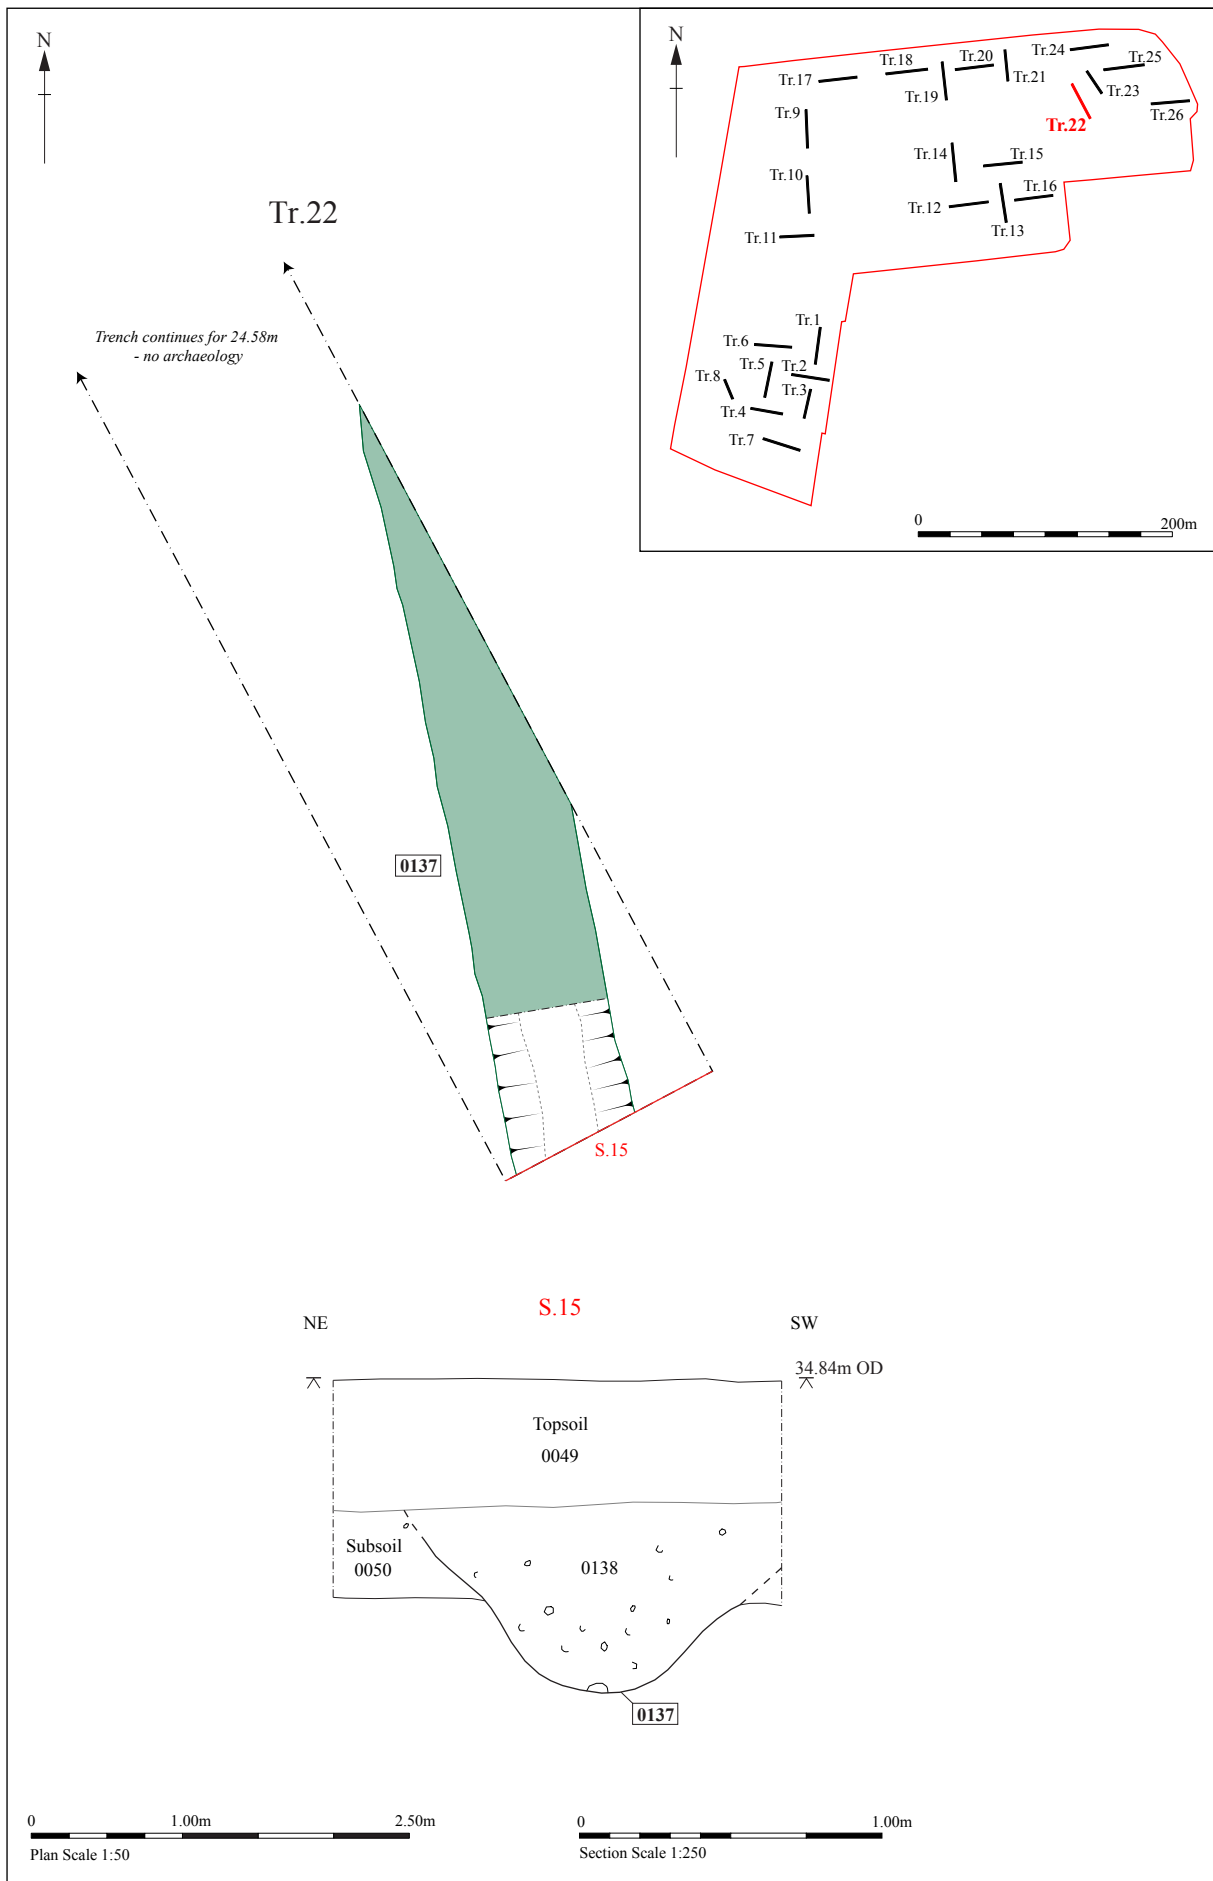 N
Tr.22
Trench continues for 24.58m
- no archaeology
0137
S.15
N
Tr.17
Tr.18
Tr.19
Tr.20
Tr.21
Tr.24
Tr.25
Tr.23
Tr.22
Tr.26
Tr.9
Tr.10
Tr.11
Tr.14
Tr.15
Tr.12
Tr.16
Tr.13
Tr.1
Tr.6
Tr.5
Tr.2
Tr.8
Tr.3
Tr.4
Tr.7
0 200m
S.15
NE SW
34.84m OD
Topsoil
0049
Subsoil
0050
0138
0137
0 1.00m 2.50m
Plan Scale 1:50
0 1.00m
Section Scale 1:250